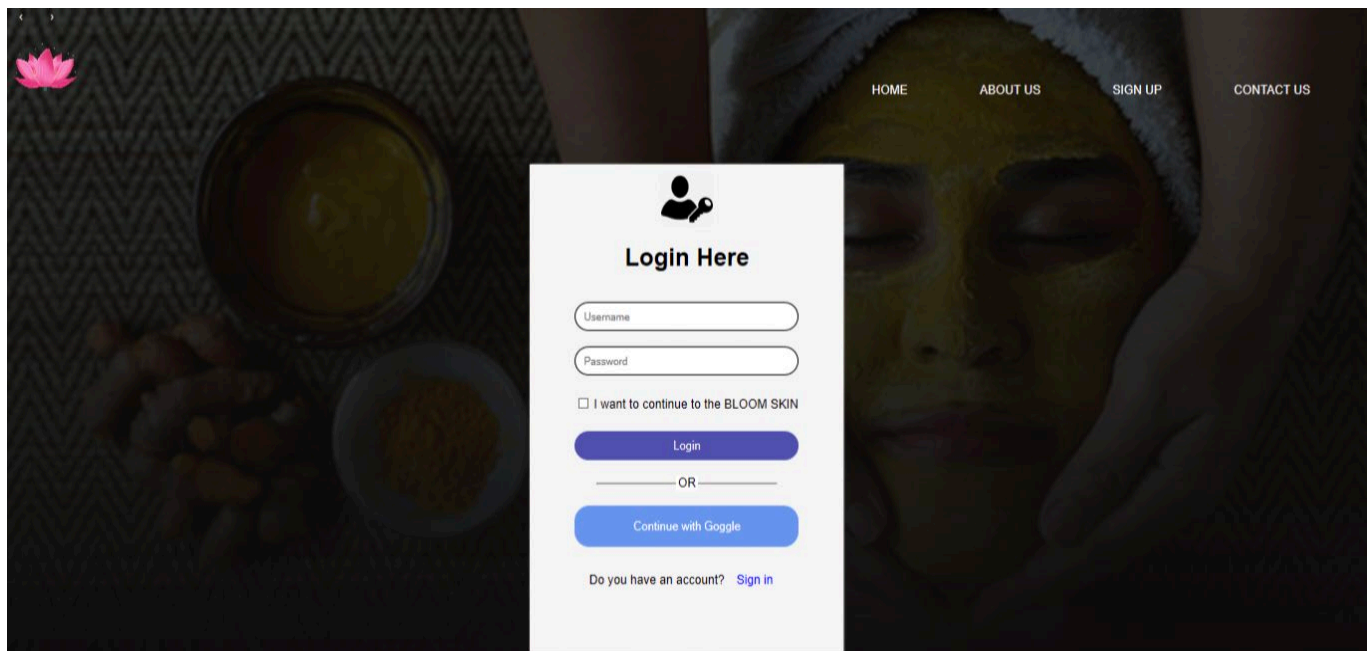 ‹ ›
HOME ABOUT US SIGN UP CONTACT US
Login Here
Username
Password
I want to continue to the BLOOM SKIN
Login
OR
Continue with Goggle
Do you have an account? Sign in